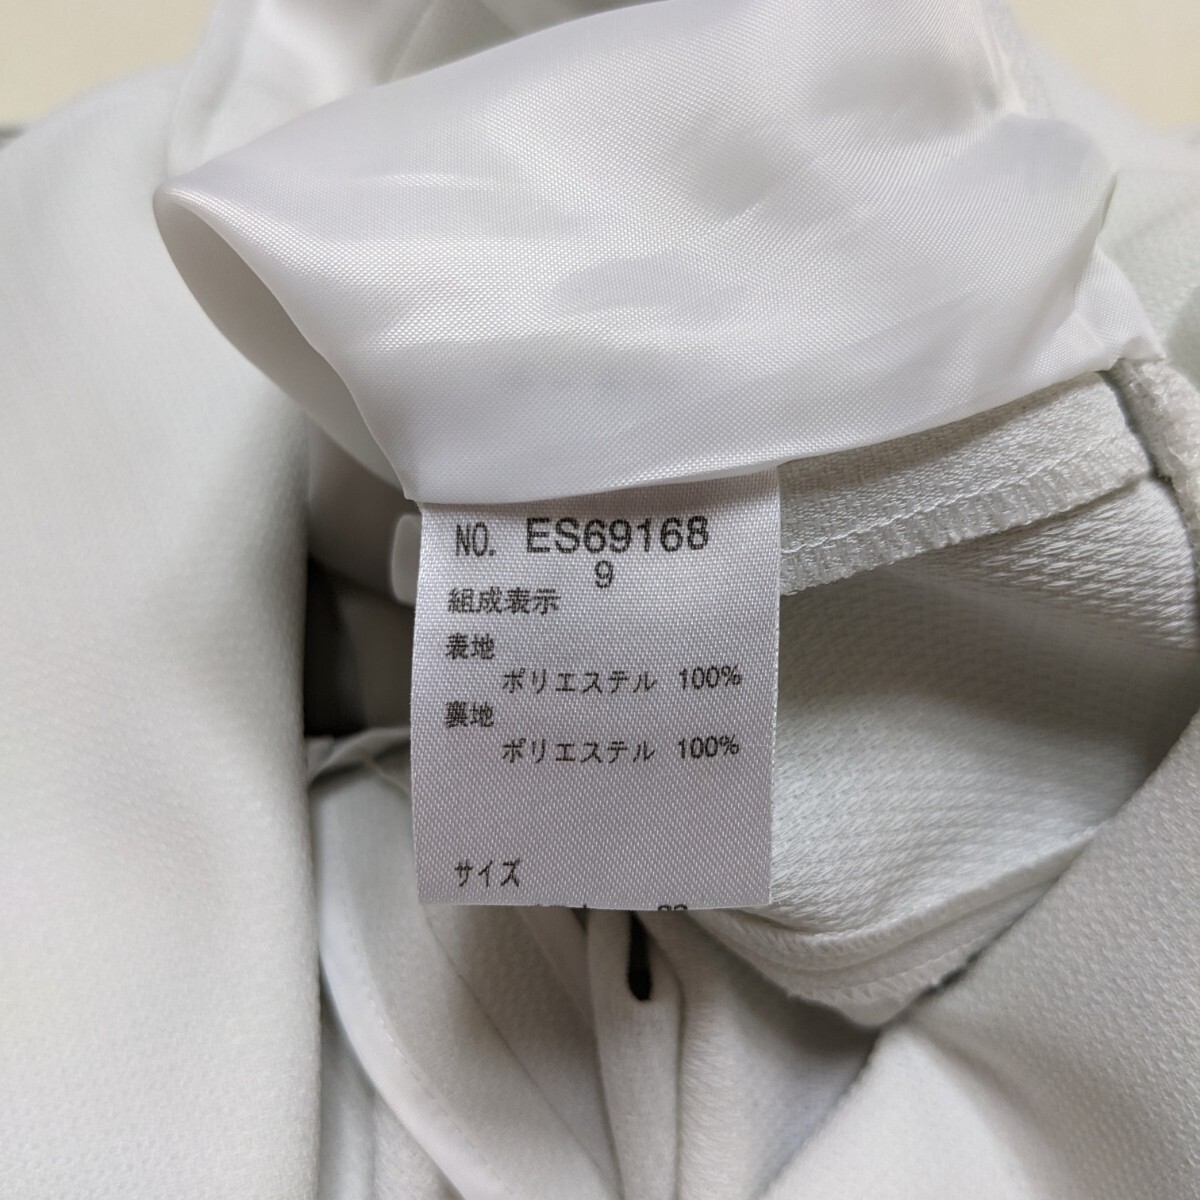 NO. ES69168
9
組成表示
表地
ポリエステル 100%
裏地
ポリエステル 100%
サイズ